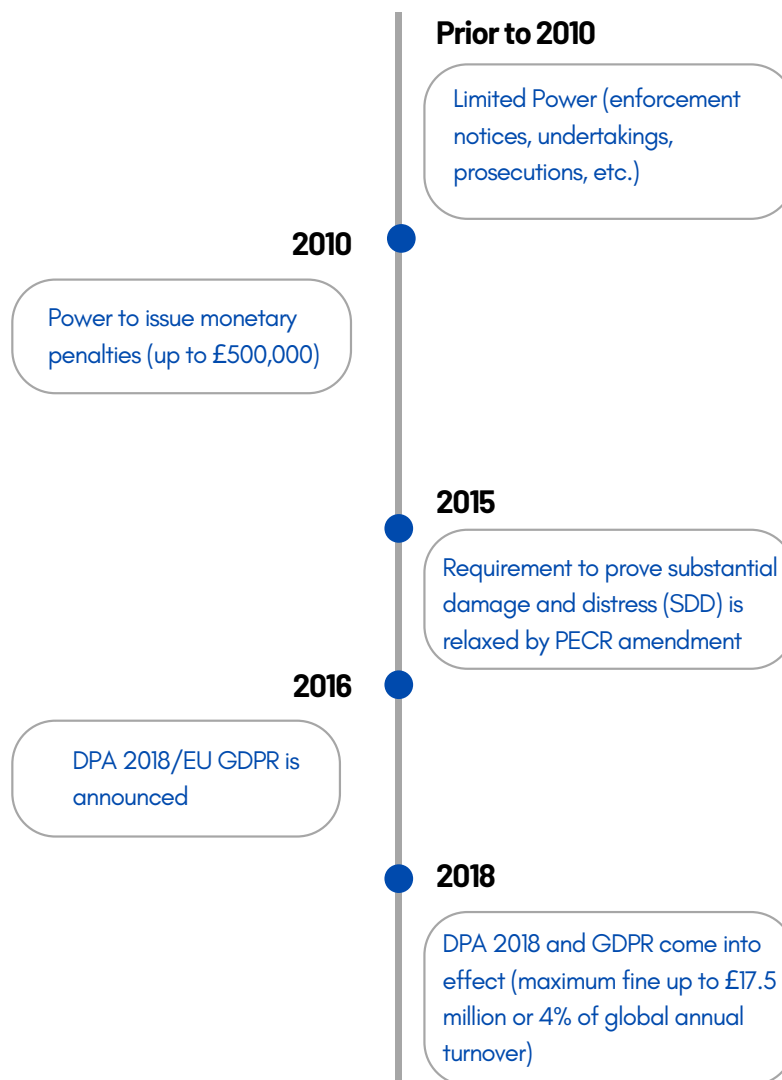 Prior to 2010
Limited Power (enforcement
notices, undertakings,
prosecutions, etc.)
2010
Power to issue monetary
penalties (up to £500,000)
2015
Requirement to prove substantial
damage and distress (SDD) is
relaxed by PECR amendment
2016
DPA 2018/EU GDPR is
announced
2018
DPA 2018 and GDPR come into
effect (maximum fine up to £17.5
million or 4% of global annual
turnover)